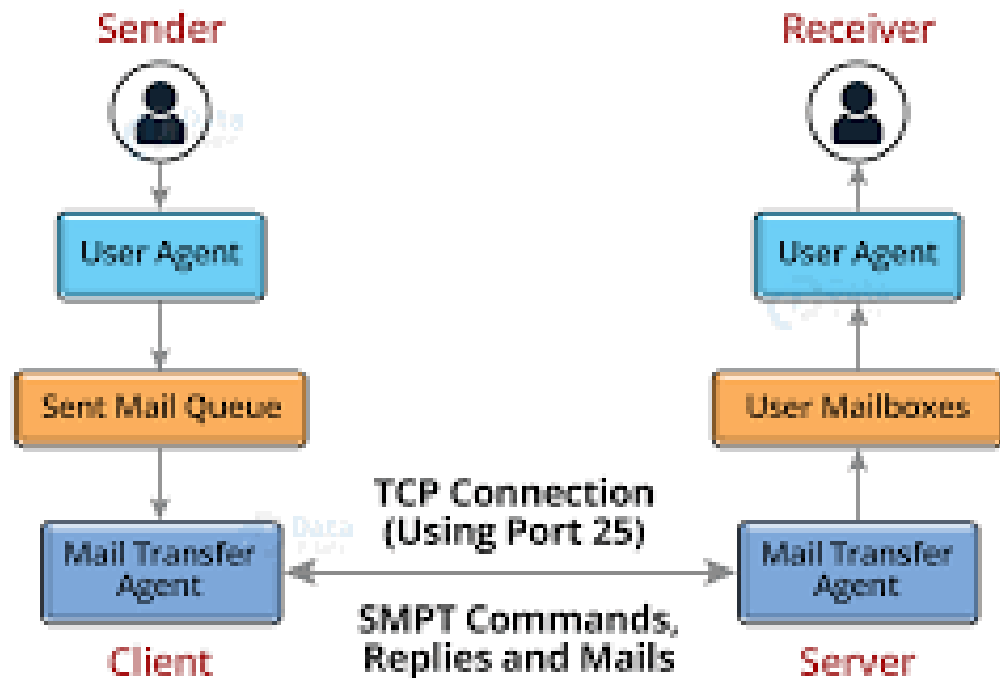 Sender
Receiver
User Agent
User Agent
Sent Mail Queue
User Mailboxes
TCP Connection
(Using Port 25)
Mail Transfer
Agent
Mail Transfer
Agent
SMPT Commands,
Replies and Mails
Client
Server
Data